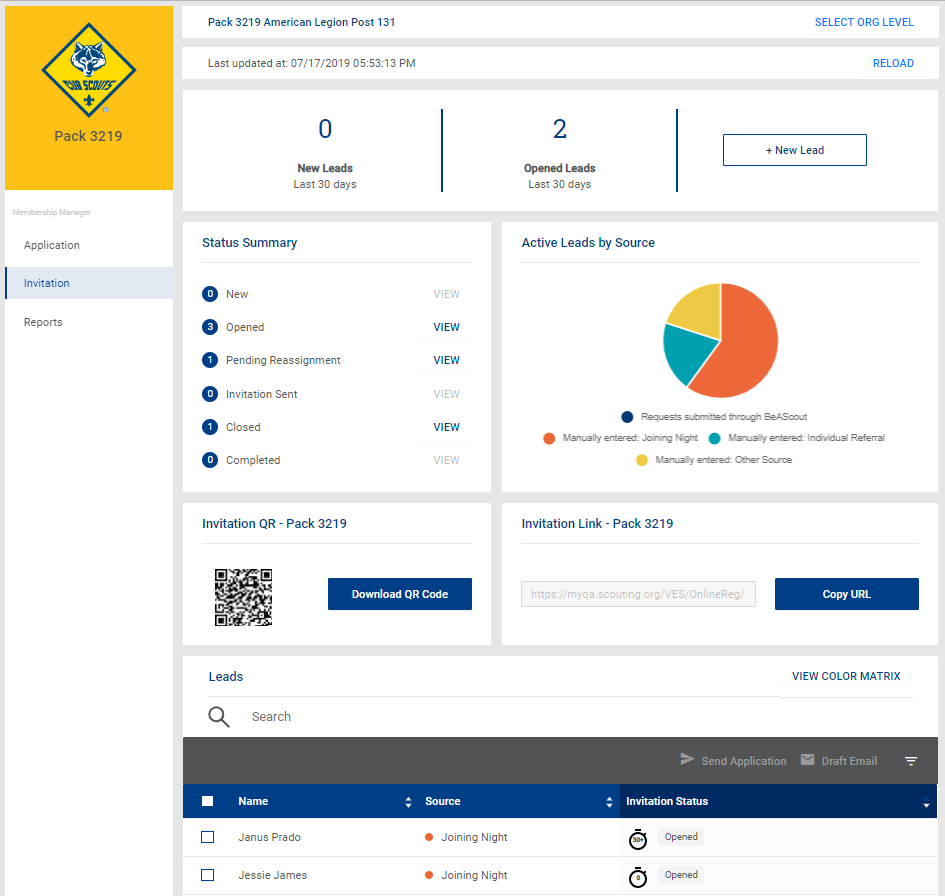 CUB SCOUTS
Pack 3219
Membership Manager
Application
Invitation
Reports
Pack 3219 American Legion Post 131
SELECT ORG LEVEL
Last updated at: 07/17/2019 05:53:13 PM
RELOAD
0
New Leads
Last 30 days
2
Opened Leads
Last 30 days
+ New Lead
Status Summary
0 New VIEW
3 Opened VIEW
1 Pending Reassignment VIEW
0 Invitation Sent VIEW
1 Closed VIEW
0 Completed VIEW
Active Leads by Source
Requests submitted through BeAScout
Manually entered: Joining Night Manually entered: Individual Referral
Manually entered: Other Source
Invitation QR - Pack 3219
Download QR Code
Invitation Link - Pack 3219
https://myqa.scouting.org/VES/OnlineReg/
Copy URL
Leads
VIEW COLOR MATRIX
Search
Send Application Draft Email
Name Source Invitation Status
Janus Prado Joining Night 30+ Opened
Jessie James Joining Night 0 Opened